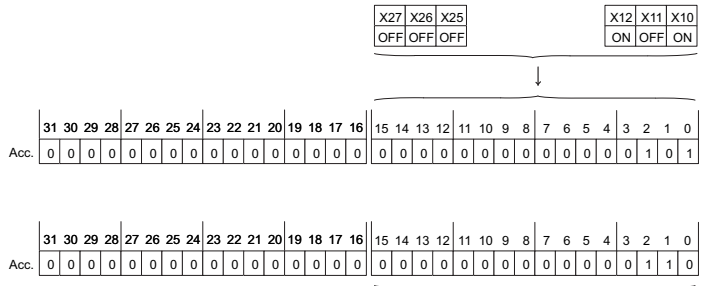 X27 X26 X25 X12 X11 X10
OFF OFF OFF ON OFF ON
31 30 29 28 27 26 25 24 23 22 21 20 19 18 17 16 15 14 13 12 11 10 9 8 7 6 5 4 3 2 1 0
Acc. 0 0 0 0 0 0 0 0 0 0 0 0 0 0 0 0 0 0 0 0 0 0 0 0 0 0 0 0 0 1 0 1
31 30 29 28 27 26 25 24 23 22 21 20 19 18 17 16 15 14 13 12 11 10 9 8 7 6 5 4 3 2 1 0
Acc. 0 0 0 0 0 0 0 0 0 0 0 0 0 0 0 0 0 0 0 0 0 0 0 0 0 0 0 0 0 1 1 0